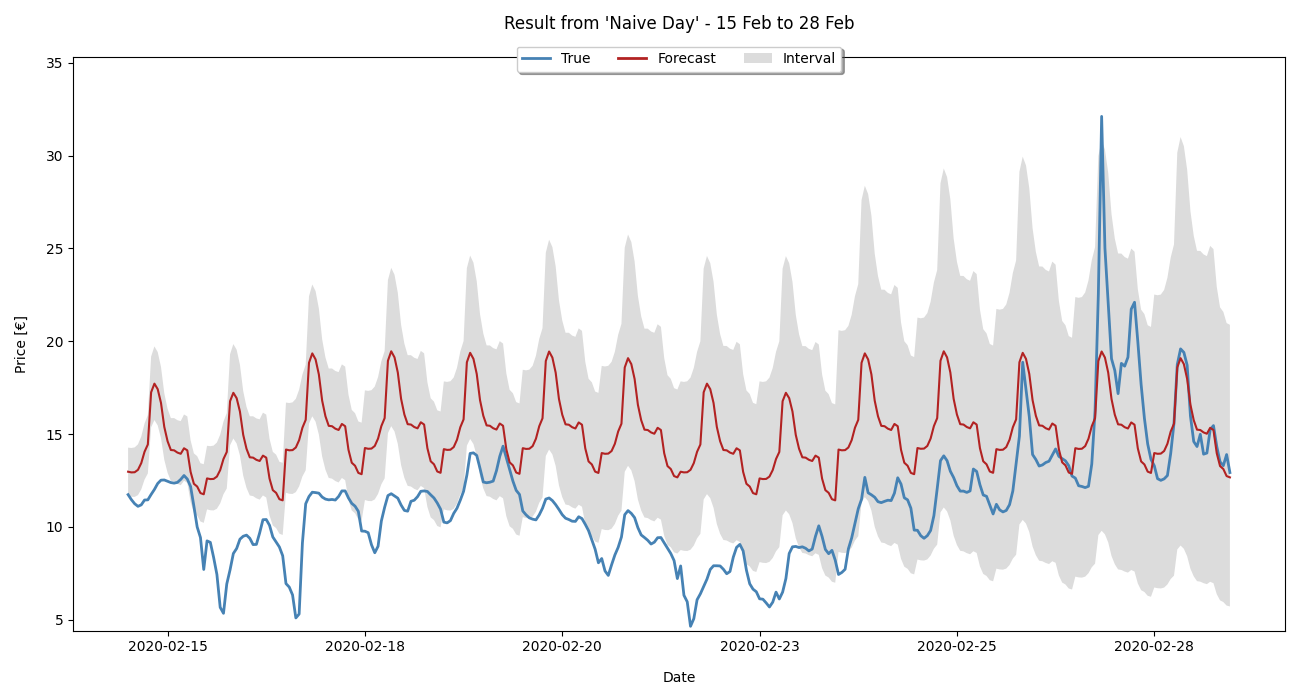 Result from 'Naive Day' - 15 Feb to 28 Feb
True Forecast Interval
35
30
25
20
15
10
5
Price [€]
2020-02-15 2020-02-18 2020-02-20 2020-02-23 2020-02-25 2020-02-28
Date